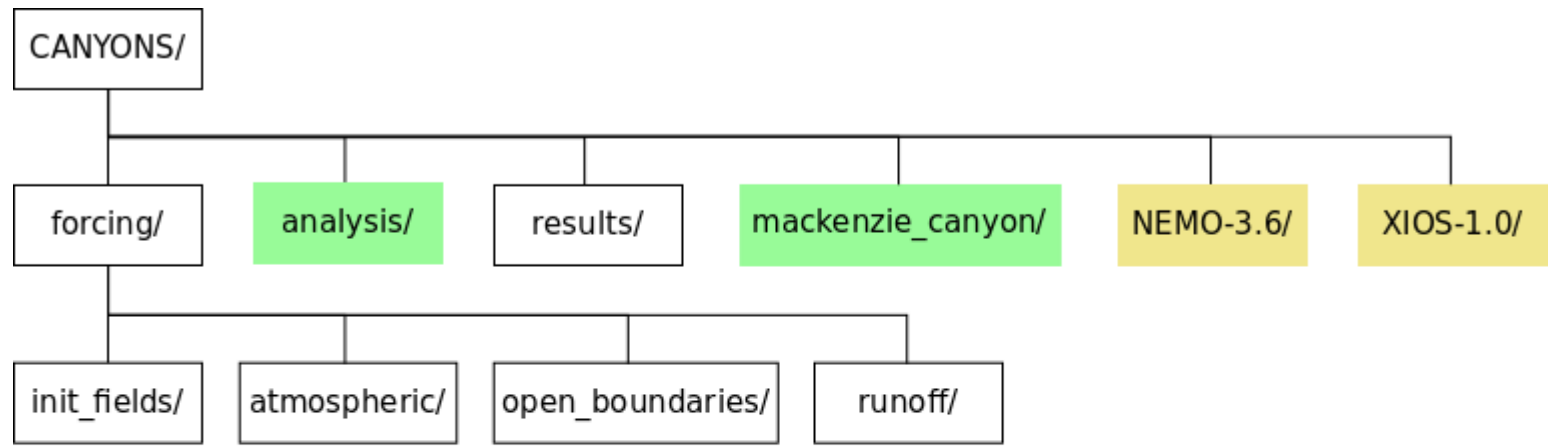 CANYONS/
forcing/
analysis/
results/
mackenzie_canyon/
NEMO-3.6/
XIOS-1.0/
init_fields/
atmospheric/
open_boundaries/
runoff/